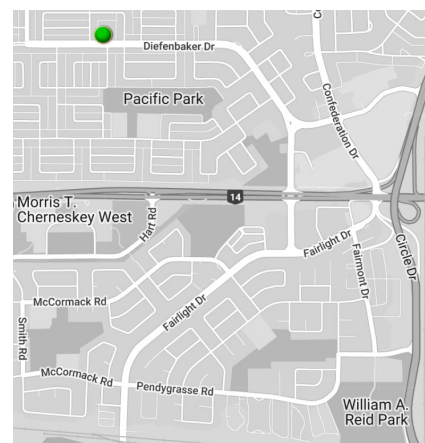 Diefenbaker Dr
Pacific Park
Confederation Dr
14
Morris T.
Cherneskey West
Hart Rd
Fairlight Dr
Fairmont Dr
Circle Dr
McCormack Rd
Fairlight Dr
Smith Rd
McCormack Rd
Pendygrasse Rd
William A.
Reid Park